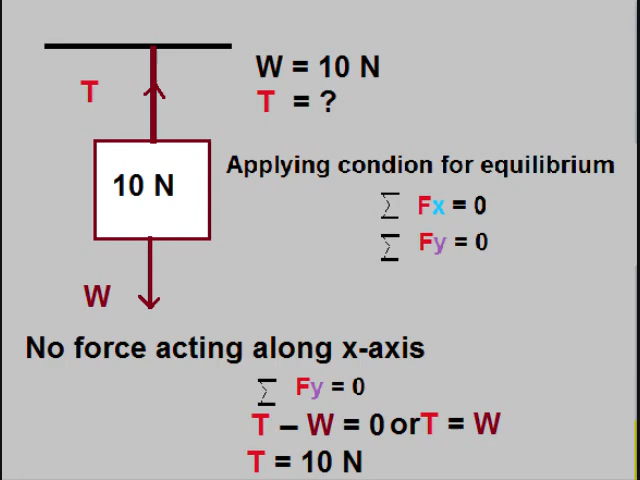 W = 10 N
T
T = ?
10 N
Applying condion for equilibrium
∑ Fx = 0
∑ Fy = 0
W
No force acting along x-axis
∑ Fy = 0
T – W = 0 or T = W
T = 10 N